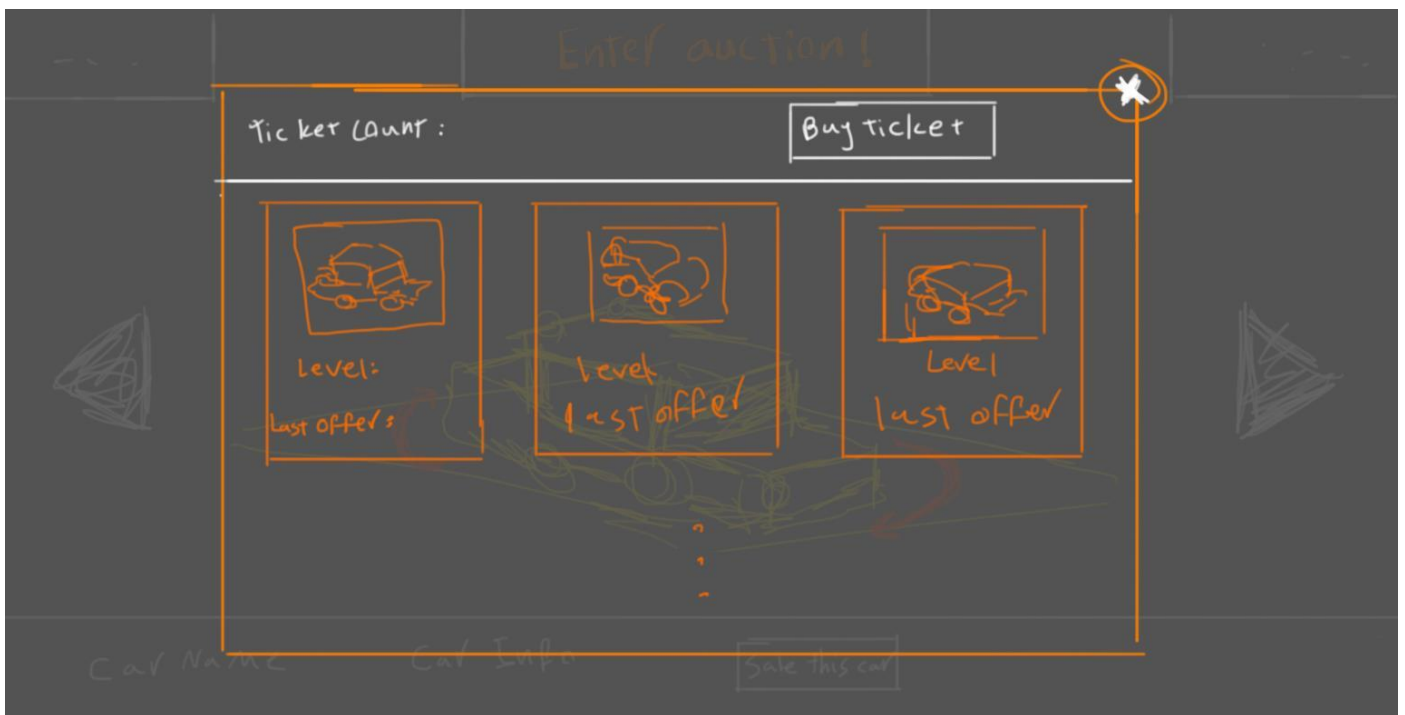 Enter auction!
Ticket Count:
Buy Ticket
Level:
Last offer:
level
last offer
Level
last offer
Car Name
Car Info
Sale this car